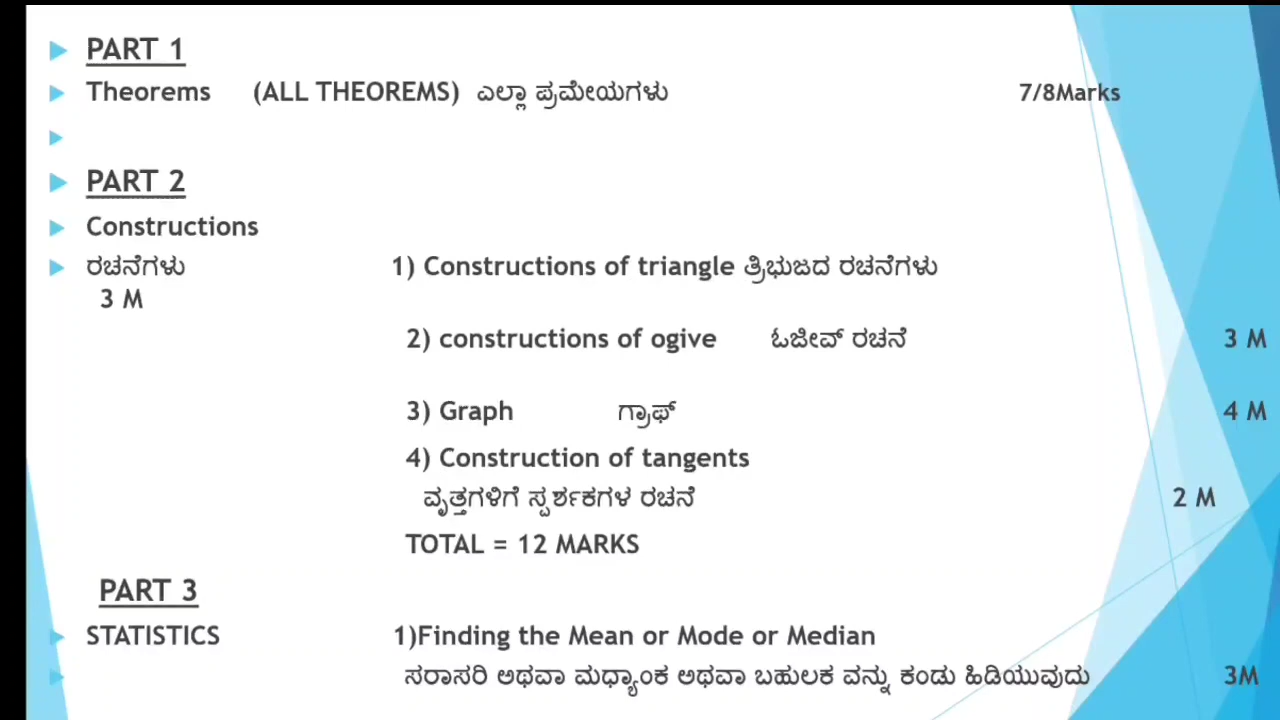 PART 1
Theorems (ALL THEOREMS) ಎಲ್ಲಾ ಪ್ರಮೇಯಗಳು 7/8Marks
PART 2
Constructions
ರಚನೆಗಳು 1) Constructions of triangle ತ್ರಿಭುಜದ ರಚನೆಗಳು
3 M
2) constructions of ogive ಓಜೀವ್ ರಚನೆ 3 M
3) Graph ಗ್ರಾಫ್ 4 M
4) Construction of tangents
ವೃತ್ತಗಳಿಗೆ ಸ್ಪರ್ಶಕಗಳ ರಚನೆ 2 M
TOTAL = 12 MARKS
PART 3
STATISTICS 1)Finding the Mean or Mode or Median
ಸರಾಸರಿ ಅಥವಾ ಮಧ್ಯಾಂಕ ಅಥವಾ ಬಹುಲಕ ವನ್ನು ಕಂಡು ಹಿಡಿಯುವುದು 3M